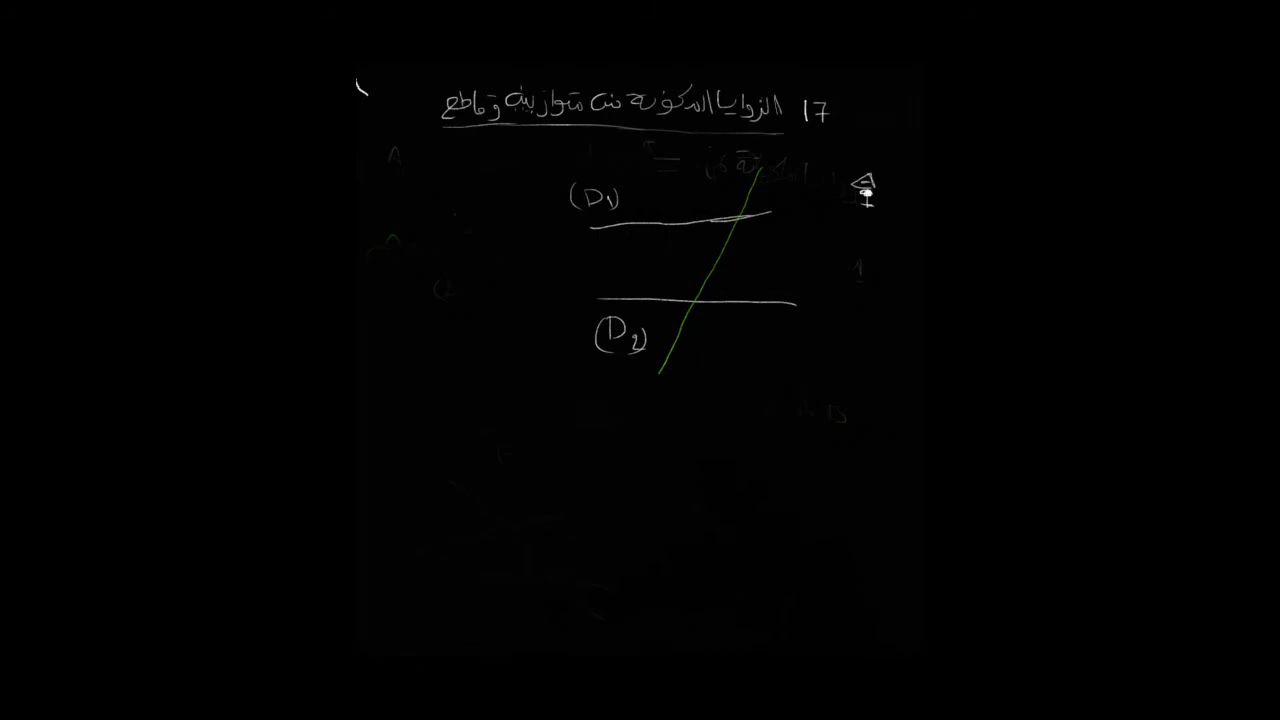 17 الزوايا المكونة من متوازيين وقاطع
(D1)
(D2)